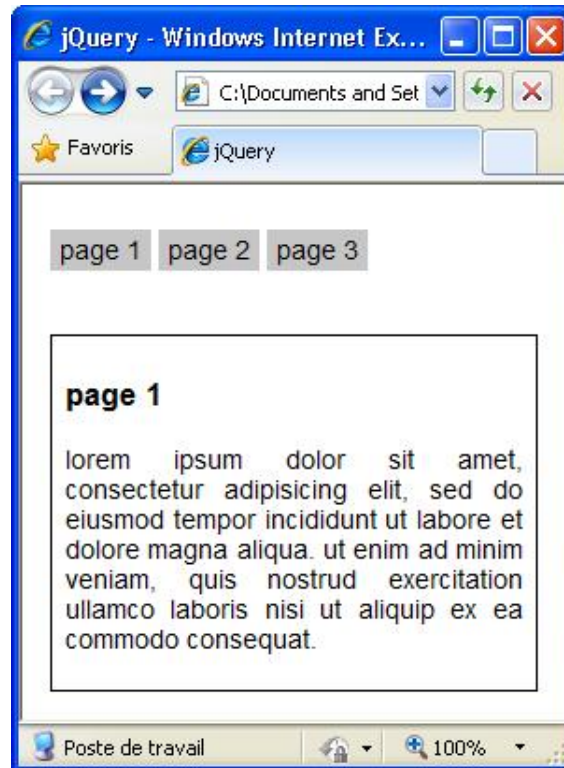 jQuery - Windows Internet Ex...
C:\Documents and Set
Favoris
jQuery
page 1 page 2 page 3
page 1
lorem ipsum dolor sit amet,
consectetur adipisicing elit, sed do
eiusmod tempor incididunt ut labore et
dolore magna aliqua. ut enim ad minim
veniam, quis nostrud exercitation
ullamco laboris nisi ut aliquip ex ea
commodo consequat.
Poste de travail 100%